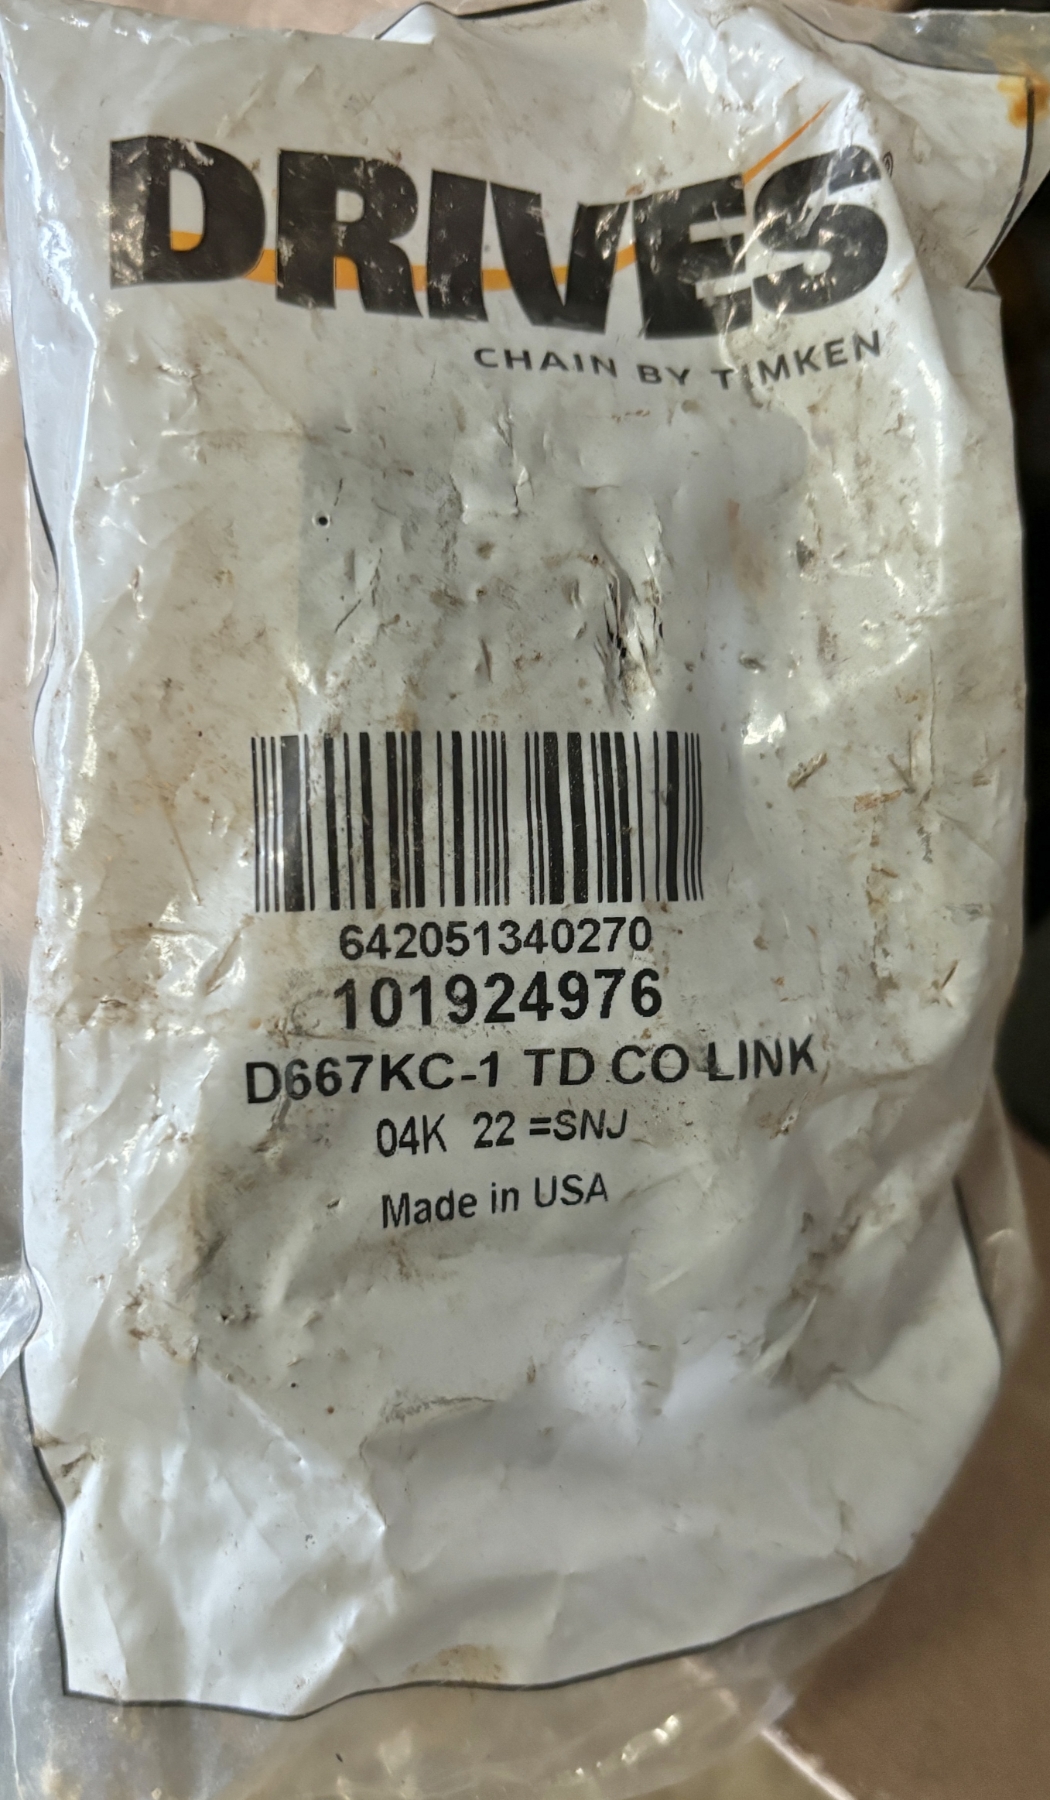 DRIVES®
CHAIN BY TIMKEN
642051340270
101924976
D667KC-1 TD CO LINK
04K 22 =SNJ
Made in USA